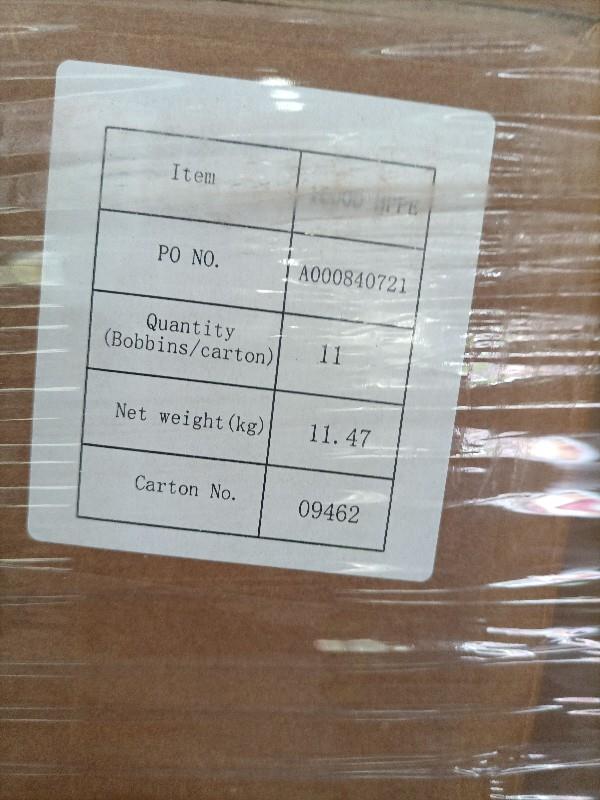 Item
PO NO. A000840721
Quantity
(Bobbins/carton) 11
Net weight(kg) 11.47
Carton No. 09462